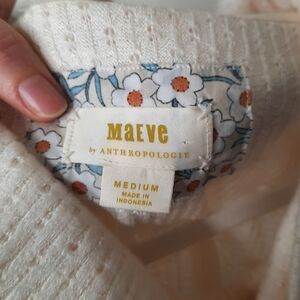 MAEVE
by ANTHROPOLOGIE
MEDIUM
MADE IN
INDONESIA